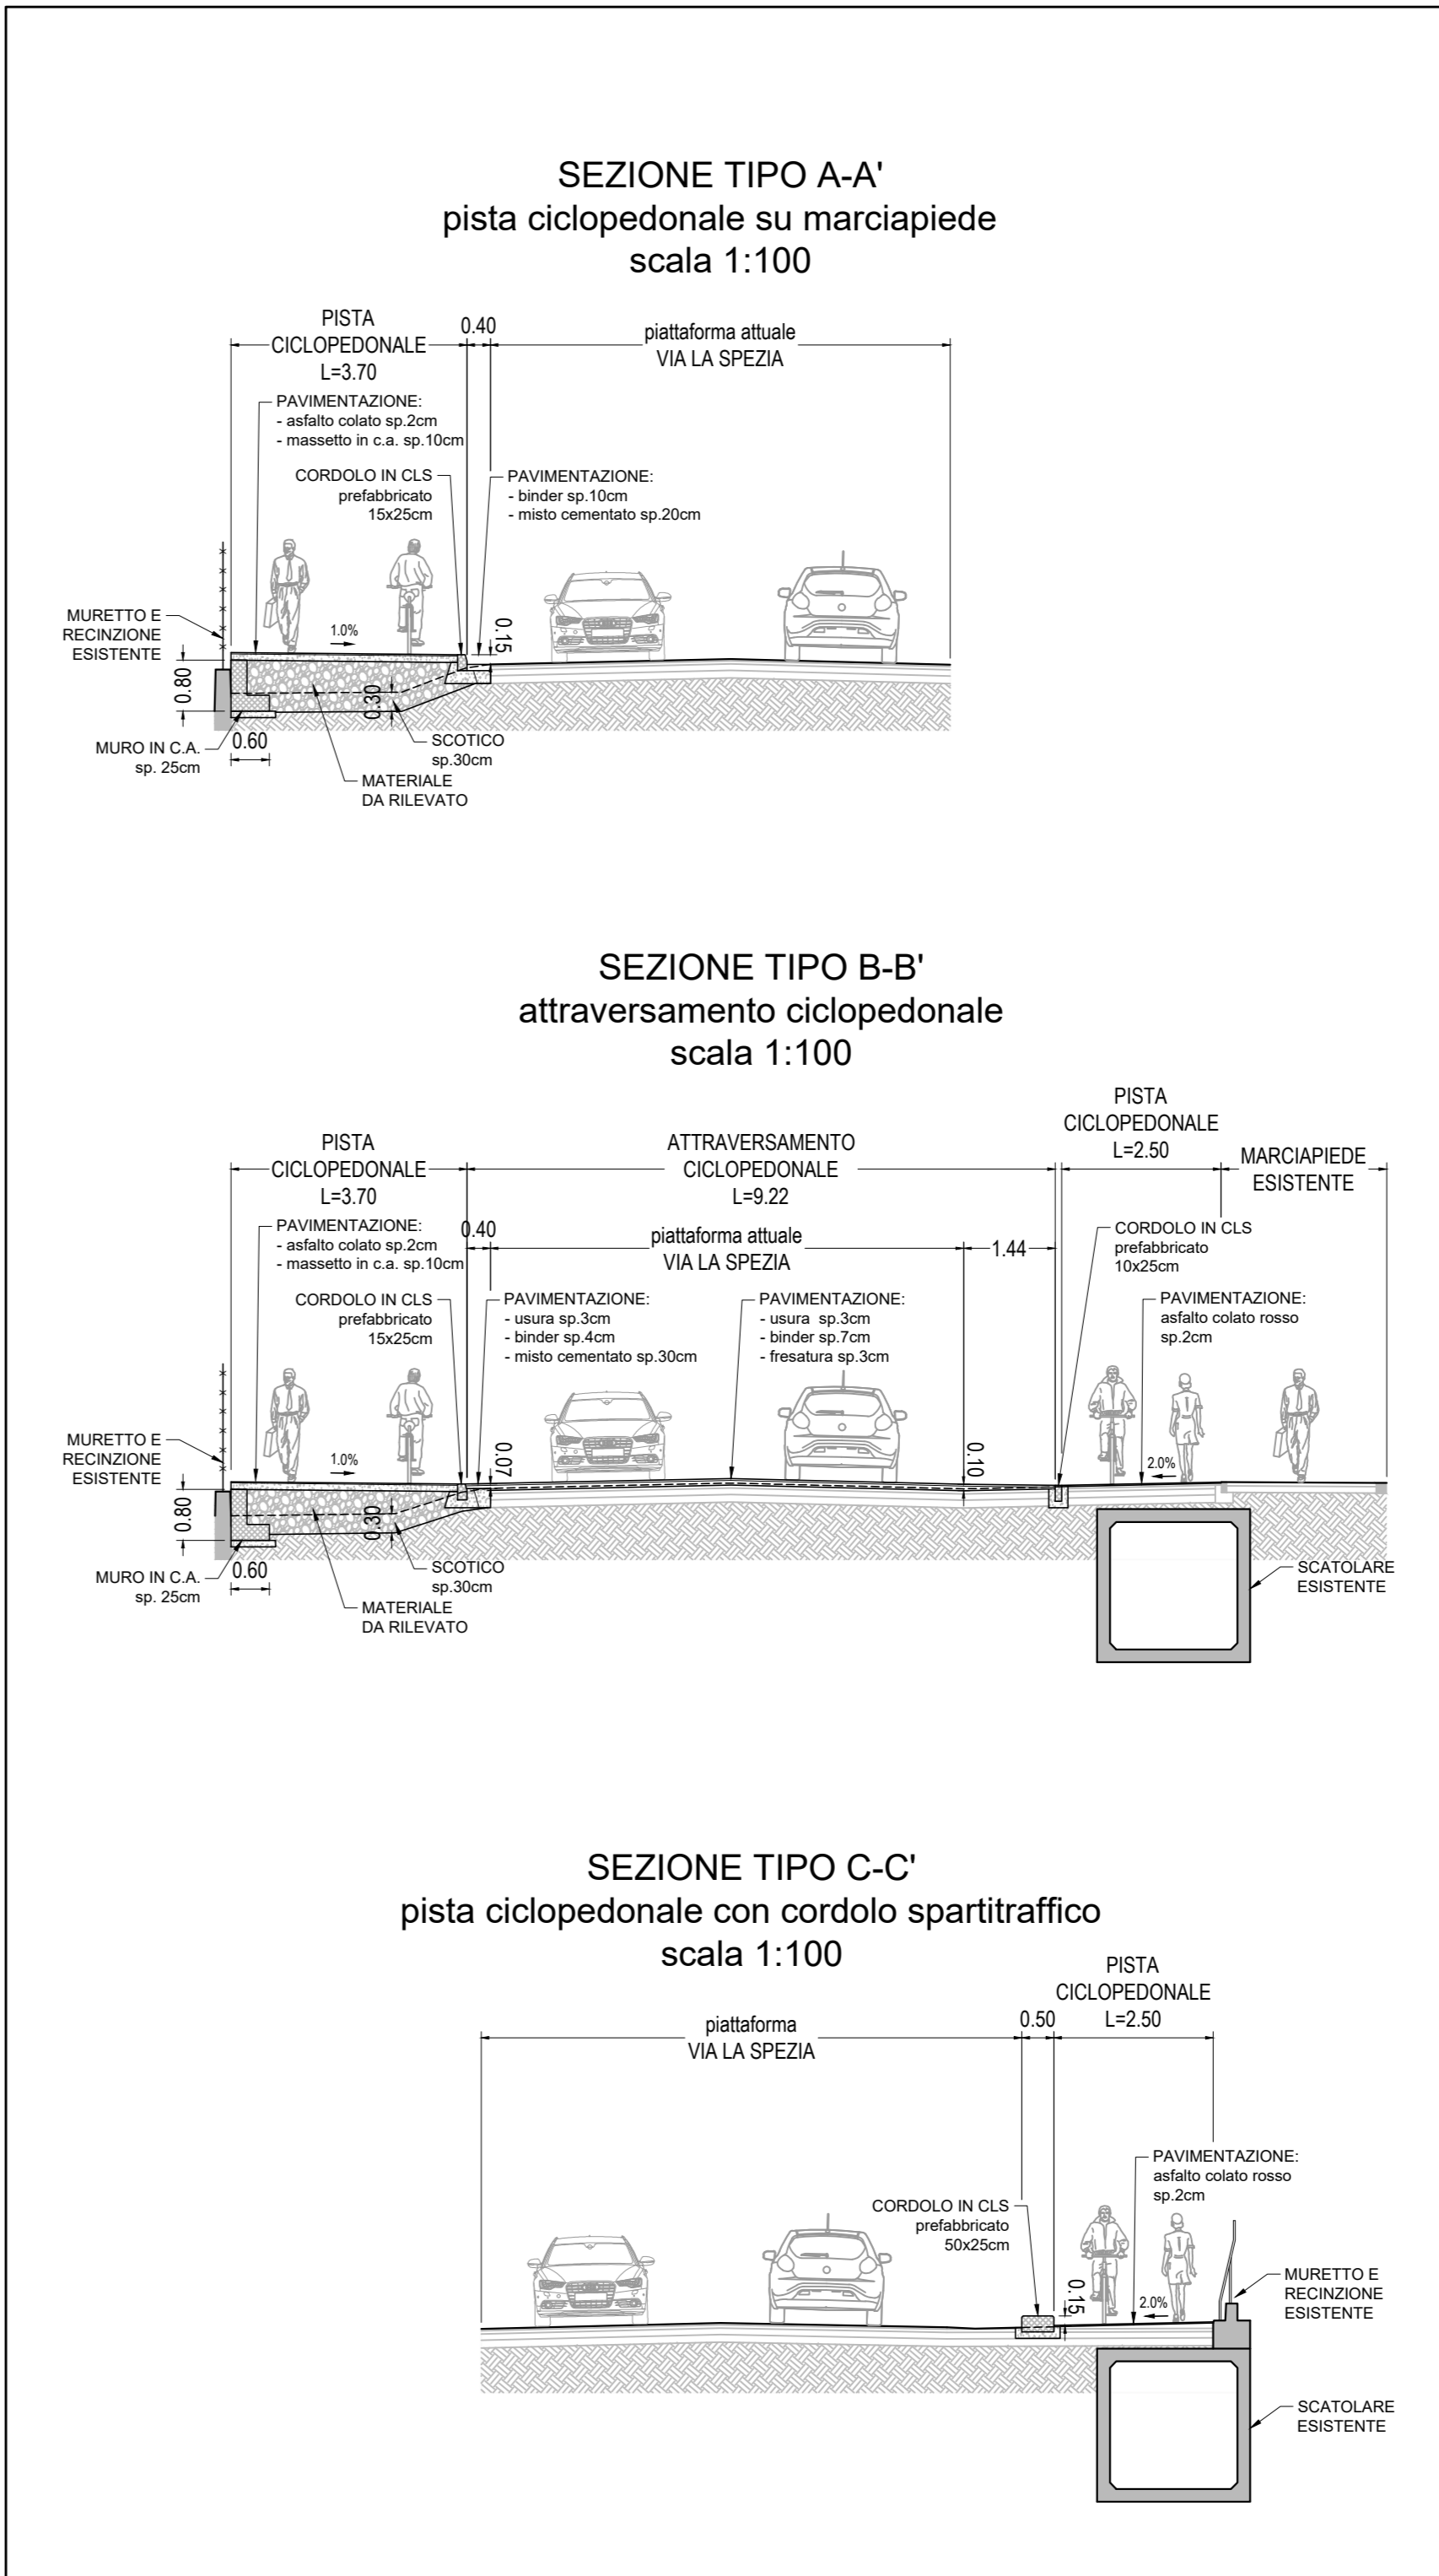 SEZIONE TIPO A-A'
pista ciclopedonale su marciapiede
scala 1:100
PISTA
CICLOPEDONALE
L=3.70
0.40
piattaforma attuale
VIA LA SPEZIA
PAVIMENTAZIONE:
- asfalto colato sp.2cm
- massetto in c.a. sp.10cm
CORDOLO IN CLS
prefabbricato
15x25cm
PAVIMENTAZIONE:
- binder sp.10cm
- misto cementato sp.20cm
MURETTO E
RECINZIONE
ESISTENTE
1.0%
0.15
0.80
0.30
MURO IN C.A.
sp. 25cm
0.60
SCOTICO
sp.30cm
MATERIALE
DA RILEVATO
SEZIONE TIPO B-B'
attraversamento ciclopedonale
scala 1:100
PISTA
CICLOPEDONALE
L=3.70
ATTRAVERSAMENTO
CICLOPEDONALE
L=9.22
PISTA
CICLOPEDONALE
L=2.50
MARCIAPIEDE
ESISTENTE
PAVIMENTAZIONE:
- asfalto colato sp.2cm
- massetto in c.a. sp.10cm
0.40
piattaforma attuale
VIA LA SPEZIA
1.44
CORDOLO IN CLS
prefabbricato
10x25cm
CORDOLO IN CLS
prefabbricato
15x25cm
PAVIMENTAZIONE:
- usura sp.3cm
- binder sp.4cm
- misto cementato sp.30cm
PAVIMENTAZIONE:
- usura  sp.3cm
- binder sp.7cm
- fresatura sp.3cm
PAVIMENTAZIONE:
asfalto colato rosso
sp.2cm
MURETTO E
RECINZIONE
ESISTENTE
1.0%
0.07
0.10
2.0%
0.80
0.30
MURO IN C.A.
sp. 25cm
0.60
SCOTICO
sp.30cm
MATERIALE
DA RILEVATO
SCATOLARE
ESISTENTE
SEZIONE TIPO C-C'
pista ciclopedonale con cordolo spartitraffico
scala 1:100
piattaforma
VIA LA SPEZIA
0.50
PISTA
CICLOPEDONALE
L=2.50
PAVIMENTAZIONE:
asfalto colato rosso
sp.2cm
CORDOLO IN CLS
prefabbricato
50x25cm
0.15
2.0%
MURETTO E
RECINZIONE
ESISTENTE
SCATOLARE
ESISTENTE